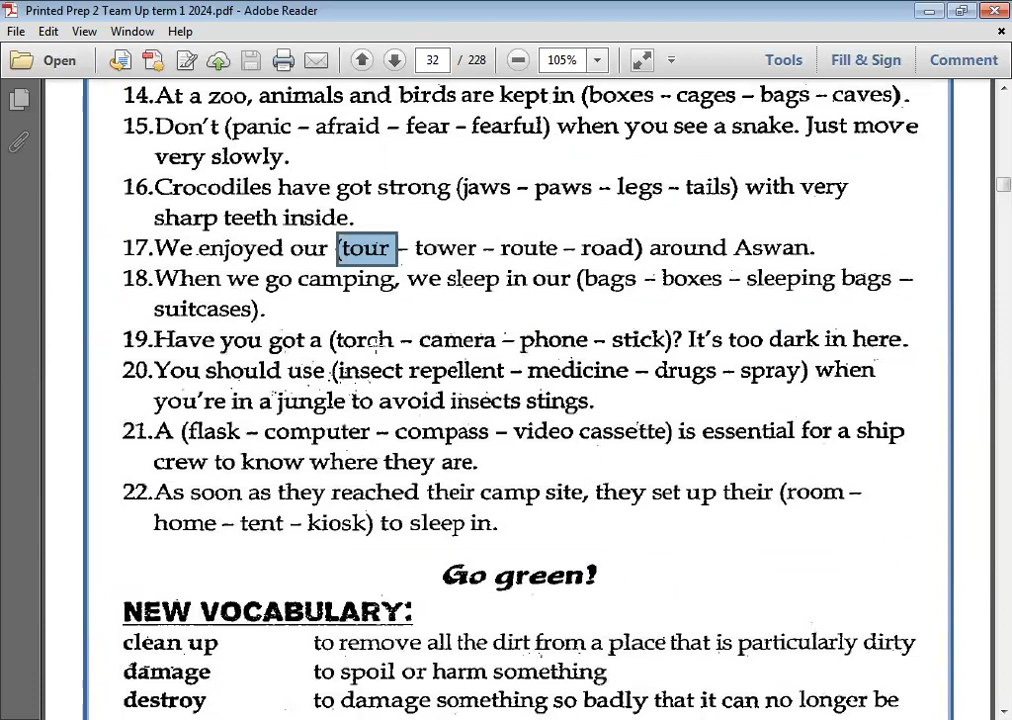 Printed Prep 2 Team Up term 1 2024.pdf - Adobe Reader
File Edit View Window Help
Open 32 / 228 105% Tools Fill & Sign Comment
14.At a zoo, animals and birds are kept in (boxes – cages – bags – caves).
15.Don't (panic – afraid – fear – fearful) when you see a snake. Just move
very slowly.
16.Crocodiles have got strong (jaws – paws – legs – tails) with very
sharp teeth inside.
17.We enjoyed our (tour – tower – route – road) around Aswan.
18.When we go camping, we sleep in our (bags – boxes – sleeping bags –
suitcases).
19.Have you got a (torch – camera – phone – stick)? It's too dark in here.
20.You should use (insect repellent – medicine – drugs – spray) when
you're in a jungle to avoid insects stings.
21.A (flask – computer – compass – video cassette) is essential for a ship
crew to know where they are.
22.As soon as they reached their camp site, they set up their (room –
home – tent – kiosk) to sleep in.
Go green!
NEW VOCABULARY:
clean up to remove all the dirt from a place that is particularly dirty
damage to spoil or harm something
destroy to damage something so badly that it can no longer be